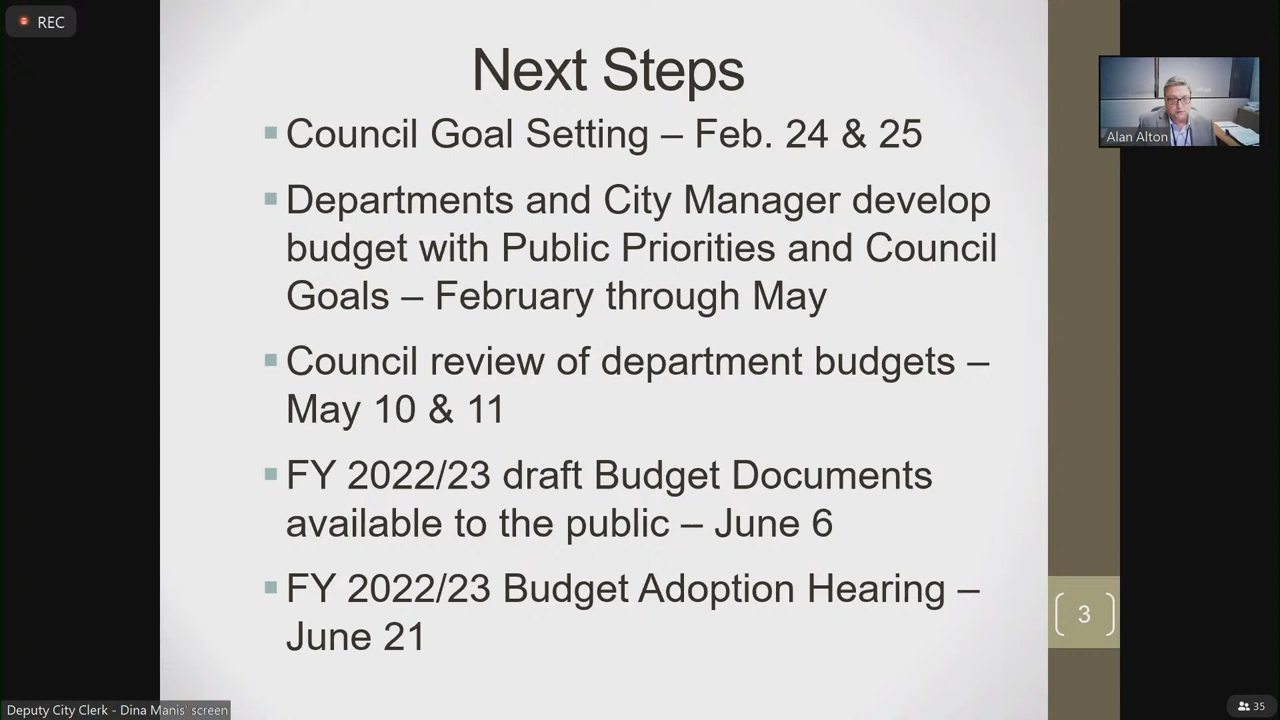 REC
Next Steps
Council Goal Setting – Feb. 24 & 25
Departments and City Manager develop
budget with Public Priorities and Council
Goals – February through May
Council review of department budgets –
May 10 & 11
FY 2022/23 draft Budget Documents
available to the public – June 6
FY 2022/23 Budget Adoption Hearing –
June 21
3
Alan Alton
Deputy City Clerk - Dina Manis' screen
35